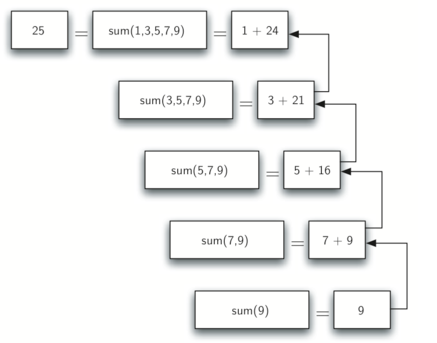 25 = sum(1,3,5,7,9) = 1 + 24
sum(3,5,7,9) = 3 + 21
sum(5,7,9) = 5 + 16
sum(7,9) = 7 + 9
sum(9) = 9